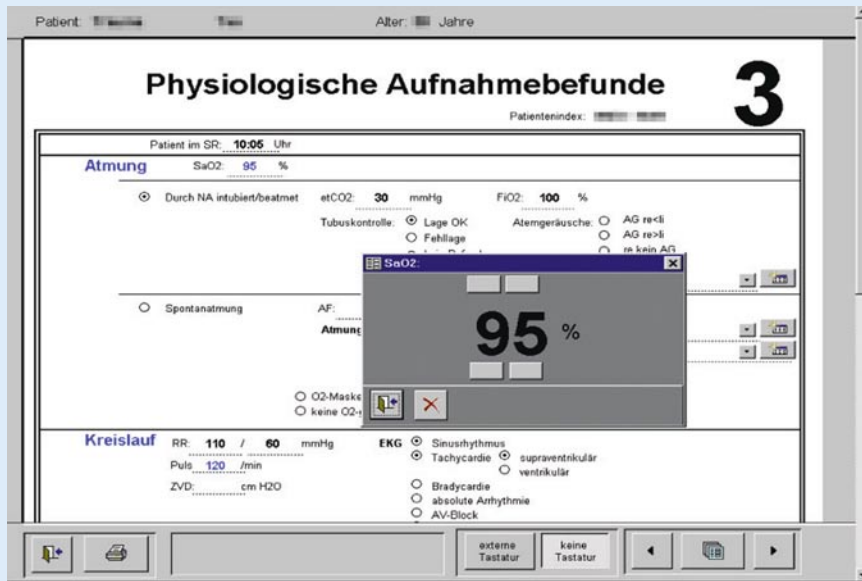 Patient: Alter: Jahre
Physiologische Aufnahmebefunde 3
Patientenindex:
Patient im SR: 10:05 Uhr
Atmung SaO2: 95 %
Durch NA intubiert/beatmet etCO2: 30 mmHg FiO2: 100 %
Tubuskontrolle: Lage OK Atemgeräusche: AG re<li
Fehllage AG re>li
re kein AG
SaO2:
Spontanatmung AF:
95 %
Atmung
O2-Maske
keine O2-
Kreislauf RR: 110 / 60 mmHg EKG Sinusrhythmus
Tachycardie supraventrikulär
Puls 120 /min ventrikulär
ZVD: cm H2O Bradycardie
absolute Arrhythmie
AV-Block
externe Tastatur
keine Tastatur